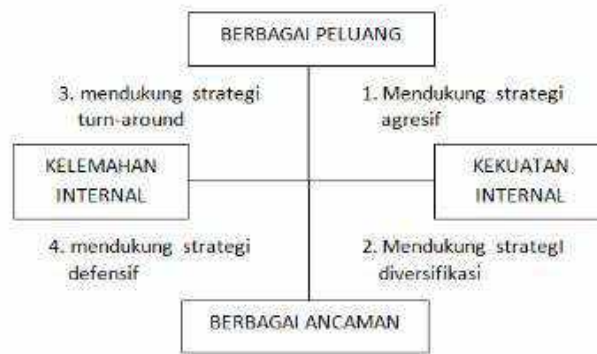 BERBAGAI PELUANG
3. mendukung strategi
turn-around
1. Mendukung strategi
agresif
KELEMAHAN
INTERNAL
KEKUATAN
INTERNAL
4. mendukung strategi
defensif
2. Mendukung strategI
diversifikasi
BERBAGAI ANCAMAN